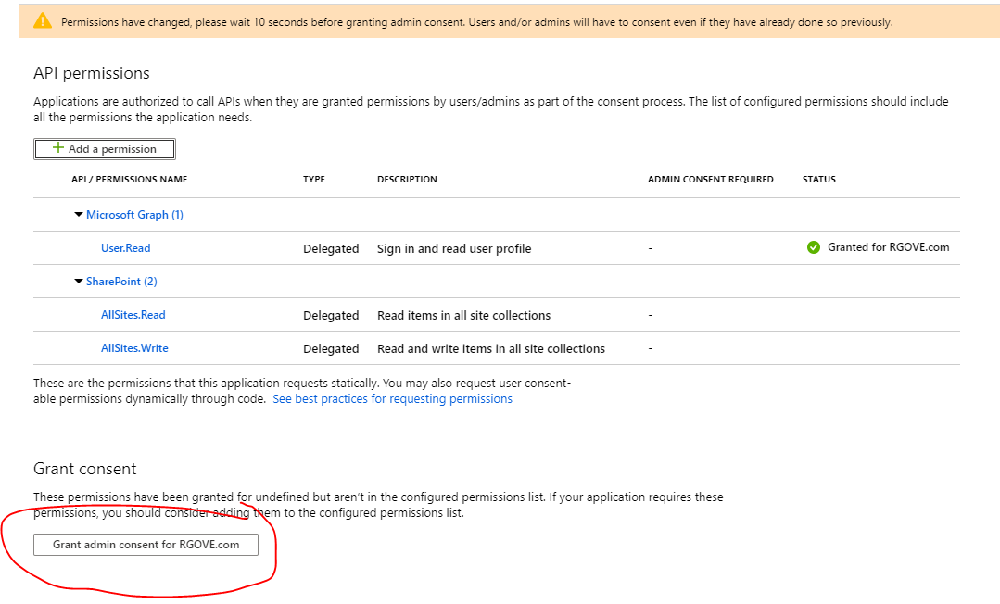 Permissions have changed, please wait 10 seconds before granting admin consent. Users and/or admins will have to consent even if they have already done so previously.
API permissions
Applications are authorized to call APIs when they are granted permissions by users/admins as part of the consent process. The list of configured permissions should include
all the permissions the application needs.
+ Add a permission
API / PERMISSIONS NAME TYPE DESCRIPTION ADMIN CONSENT REQUIRED STATUS
Microsoft Graph (1)
User.Read Delegated Sign in and read user profile - Granted for RGOVE.com
SharePoint (2)
AllSites.Read Delegated Read items in all site collections -
AllSites.Write Delegated Read and write items in all site collections -
These are the permissions that this application requests statically. You may also request user consent-
able permissions dynamically through code. See best practices for requesting permissions
Grant consent
These permissions have been granted for undefined but aren't in the configured permissions list. If your application requires these
permissions, you should consider adding them to the configured permissions list.
Grant admin consent for RGOVE.com